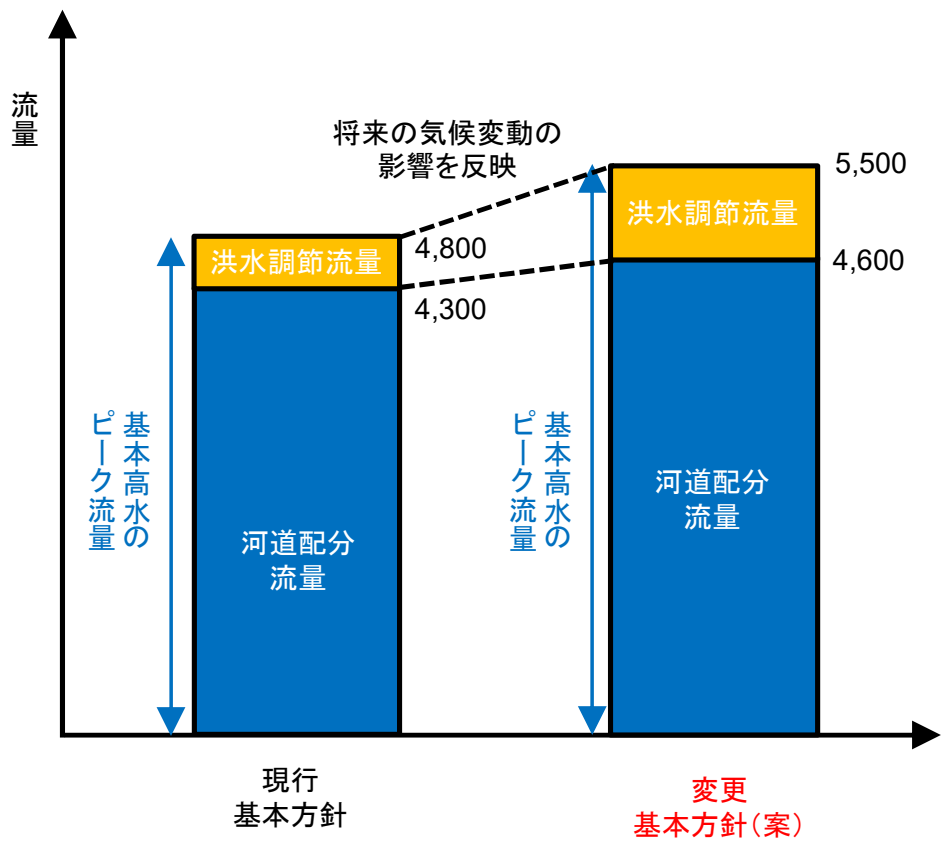 流量
将来の気候変動の
影響を反映
洪水調節流量
4,800
4,300
基本高水の
ピーク流量
河道配分
流量
現行
基本方針
洪水調節流量
5,500
4,600
基本高水の
ピーク流量
河道配分
流量
変更
基本方針（案）